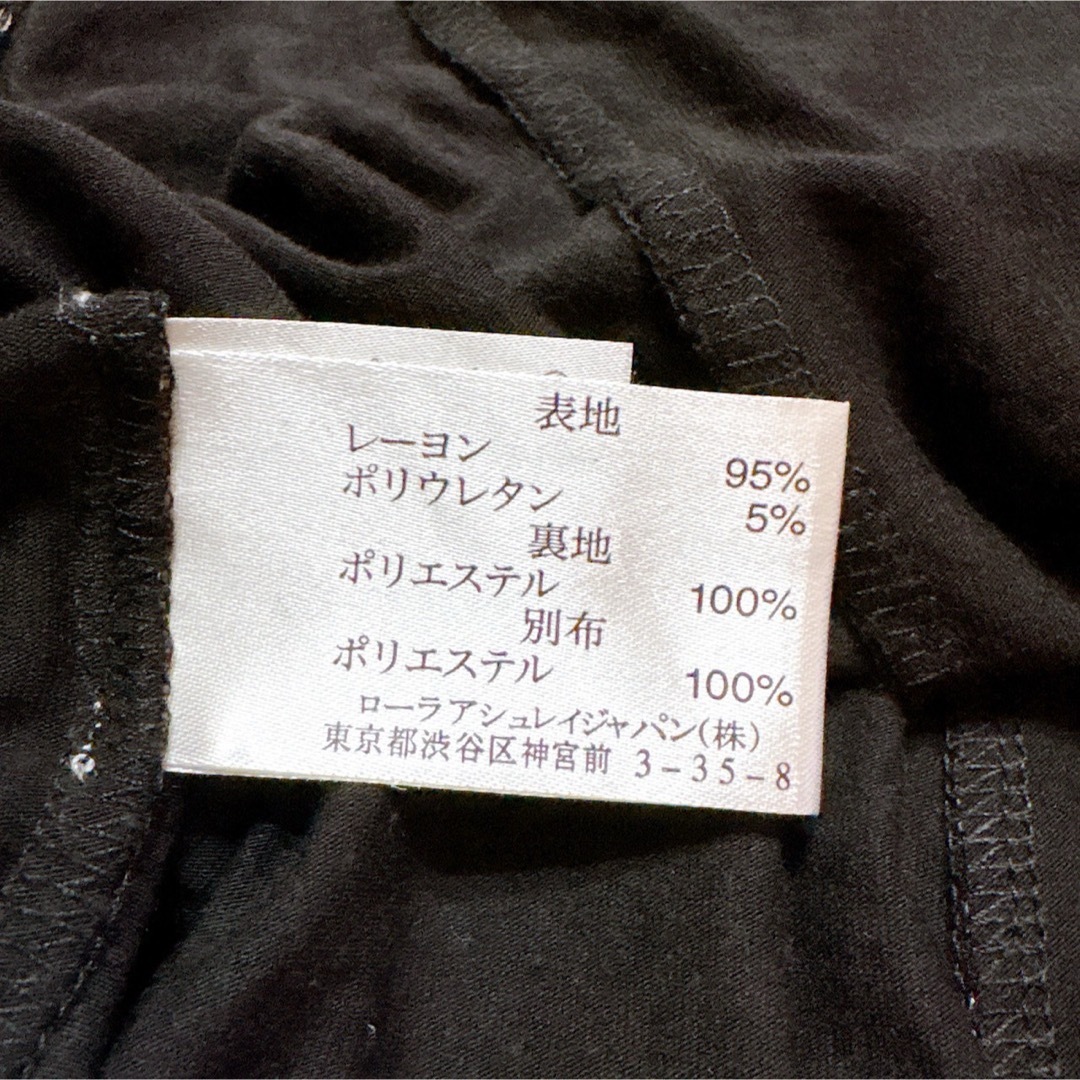 表地
レーヨン 95%
ポリウレタン 5%
裏地
ポリエステル 100%
別布
ポリエステル 100%
ローラアシュレイジャパン(株)
東京都渋谷区神宮前 3-35-8